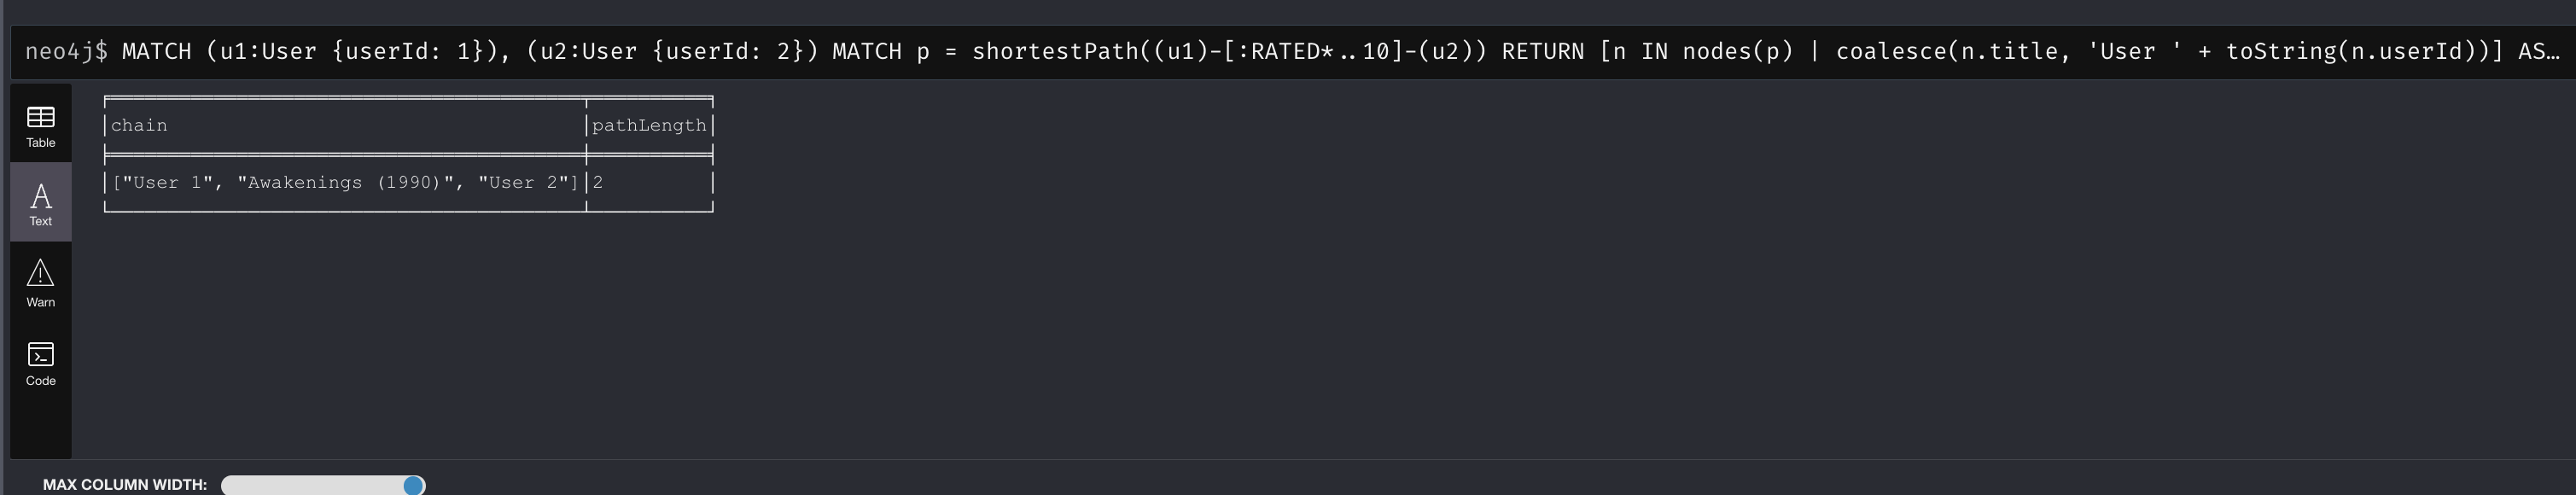 neo4j$ MATCH (u1:User {userId: 1}), (u2:User {userId: 2}) MATCH p = shortestPath((u1)-[:RATED*..10]-(u2)) RETURN [n IN nodes(p) | coalesce(n.title, 'User ' + toString(n.userId))] AS…
Table
Text
Warn
Code
chain pathLength
["User 1", "Awakenings (1990)", "User 2"] 2
MAX COLUMN WIDTH: